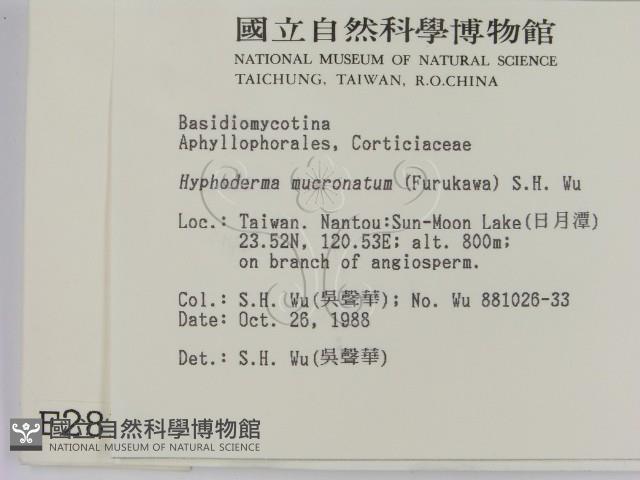 國立自然科學博物館
NATIONAL MUSEUM OF NATURAL SCIENCE
TAICHUNG, TAIWAN, R.O.CHINA
Basidiomycotina
Aphyllophorales, Corticiaceae
Hyphoderma mucronatum (Furukawa) S.H. Wu
Loc.: Taiwan. Nantou:Sun-Moon Lake(日月潭)
23.52N, 120.53E; alt. 800m;
on branch of angiosperm.
Col.: S.H. Wu(吳聲華); No. Wu 881026-33
Date: Oct. 26, 1988
Det.: S.H. Wu(吳聲華)
F28
國立自然科學博物館
NATIONAL MUSEUM OF NATURAL SCIENCE